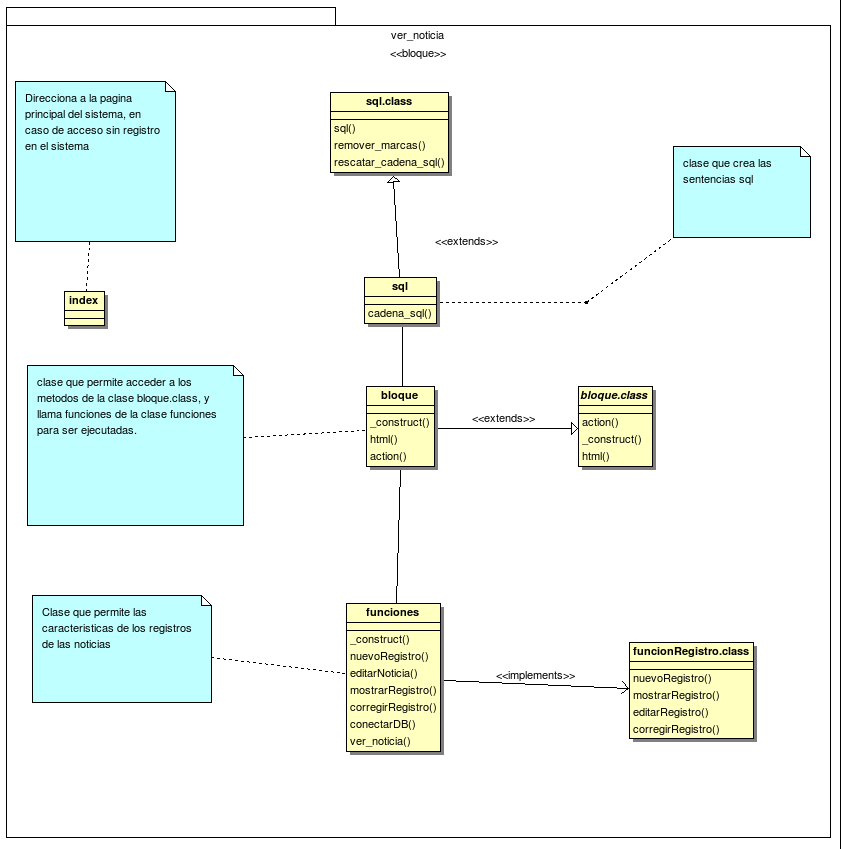 ver_noticia
<<bloque>>
Direcciona a la pagina
principal del sistema, en
caso de acceso sin registro
en el sistema
sql.class
sql()
remover_marcas()
rescatar_cadena_sql()
clase que crea las
sentencias sql
<<extends>>
index
sql
cadena_sql()
clase que permite acceder a los
metodos de la clase bloque.class, y
llama funciones de la clase funciones
para ser ejecutadas.
bloque
_construct()
html()
action()
<<extends>>
bloque.class
action()
_construct()
html()
Clase que permite las
caracteristicas de los registros
de las noticias
funciones
_construct()
nuevoRegistro()
editarNoticia()
mostrarRegistro()
corregirRegistro()
conectarDB()
ver_noticia()
<<implements>>
funcionRegistro.class
nuevoRegistro()
mostrarRegistro()
editarRegistro()
corregirRegistro()